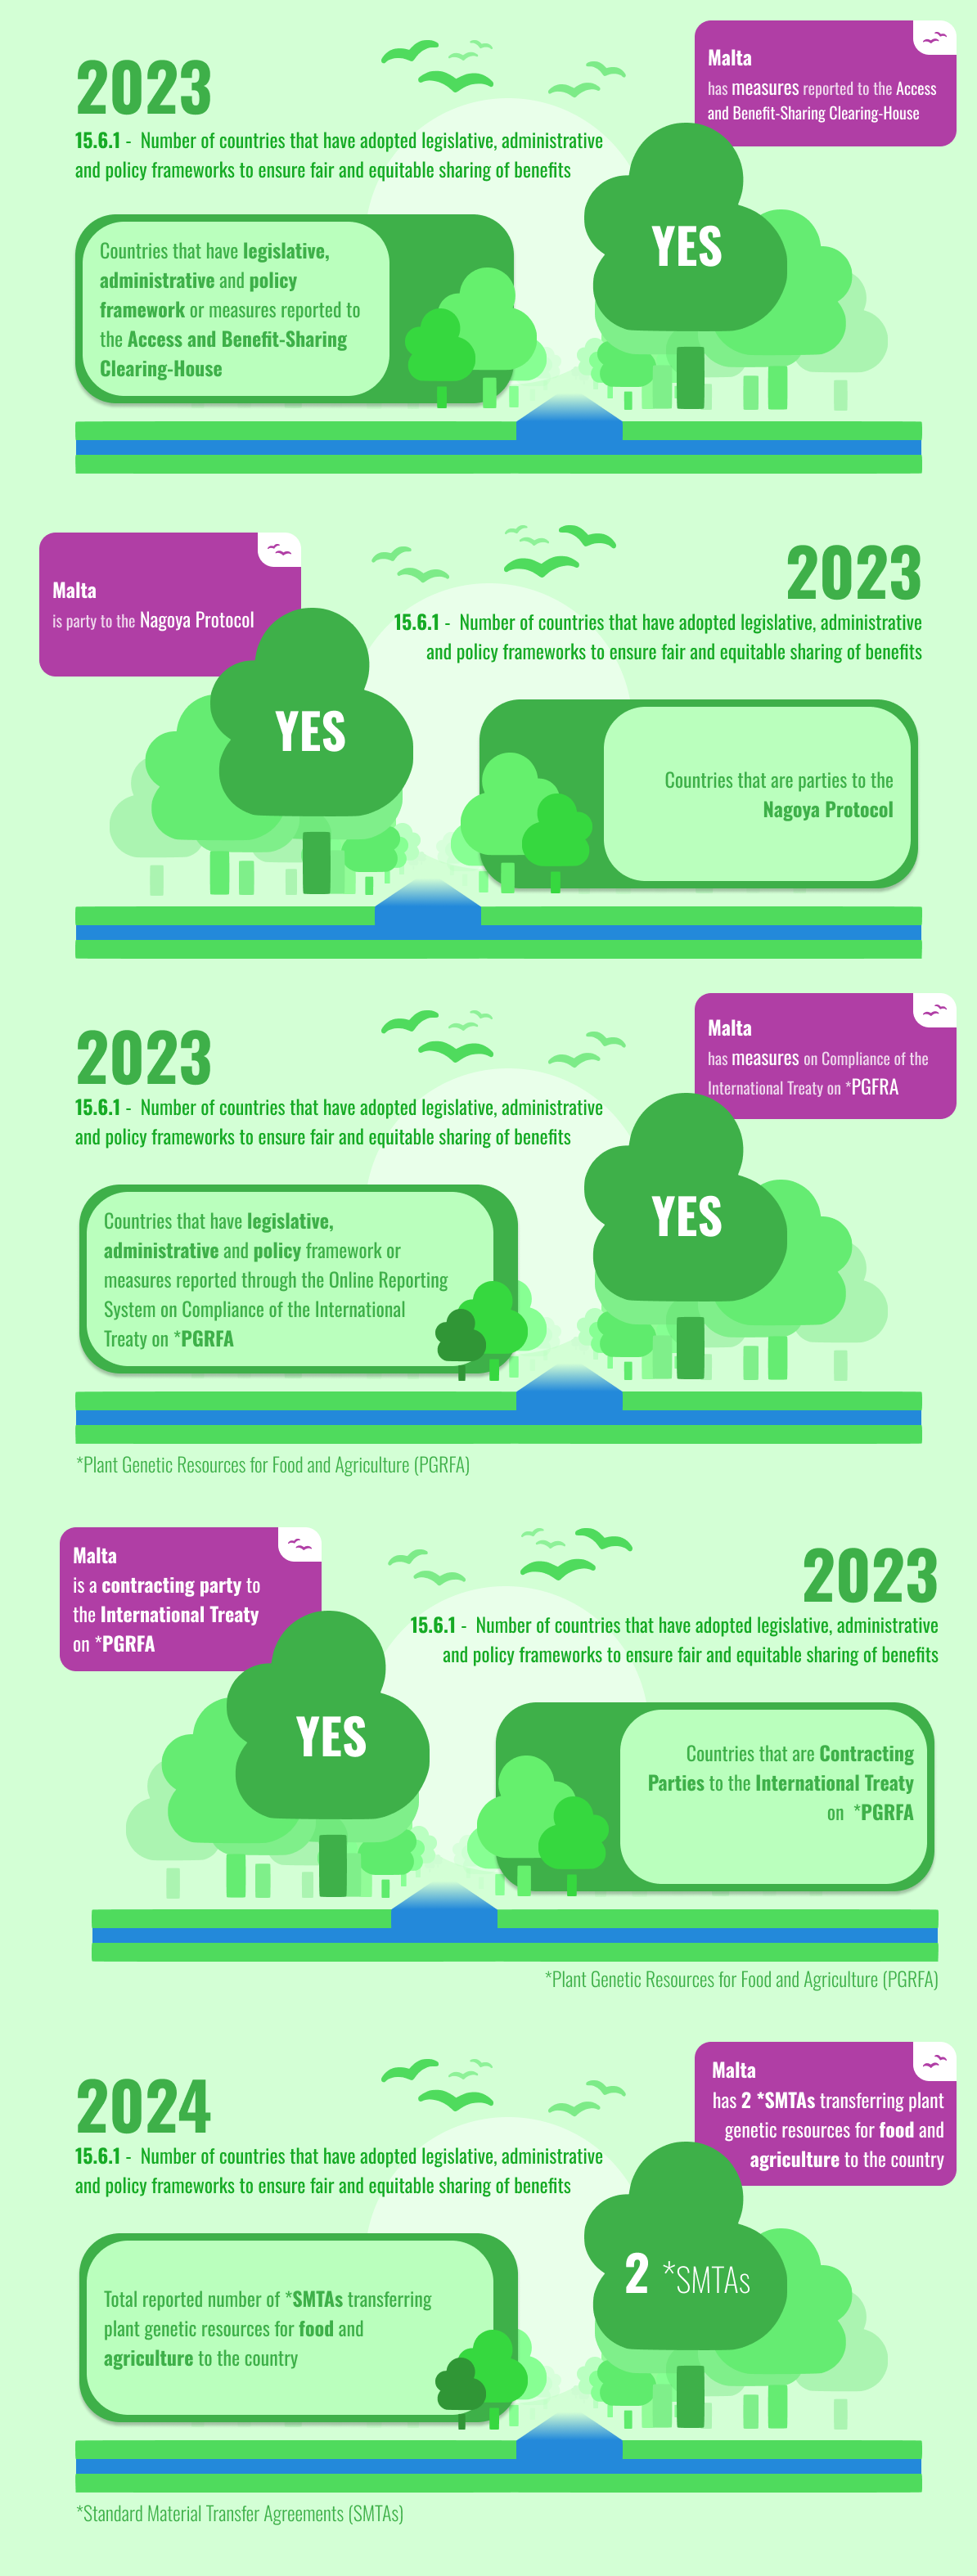 2023
15.6.1 - Number of countries that have adopted legislative, administrative
and policy frameworks to ensure fair and equitable sharing of benefits
Malta
has measures reported to the Access
and Benefit-Sharing Clearing-House
YES
Countries that have legislative,
administrative and policy
framework or measures reported to
the Access and Benefit-Sharing
Clearing-House
Malta
is party to the Nagoya Protocol
2023
15.6.1 - Number of countries that have adopted legislative, administrative
and policy frameworks to ensure fair and equitable sharing of benefits
YES
Countries that are parties to the
Nagoya Protocol
2023
15.6.1 - Number of countries that have adopted legislative, administrative
and policy frameworks to ensure fair and equitable sharing of benefits
Malta
has measures on Compliance of the
International Treaty on *PGFRA
YES
Countries that have legislative,
administrative and policy framework or
measures reported through the Online Reporting
System on Compliance of the International
Treaty on *PGRFA
*Plant Genetic Resources for Food and Agriculture (PGRFA)
Malta
is a contracting party to
the International Treaty
on *PGRFA
2023
15.6.1 - Number of countries that have adopted legislative, administrative
and policy frameworks to ensure fair and equitable sharing of benefits
YES
Countries that are Contracting
Parties to the International Treaty
on *PGRFA
*Plant Genetic Resources for Food and Agriculture (PGRFA)
2024
15.6.1 - Number of countries that have adopted legislative, administrative
and policy frameworks to ensure fair and equitable sharing of benefits
Malta
has 2 *SMTAs transferring plant
genetic resources for food and
agriculture to the country
2 *SMTAs
Total reported number of *SMTAs transferring
plant genetic resources for food and
agriculture to the country
*Standard Material Transfer Agreements (SMTAs)